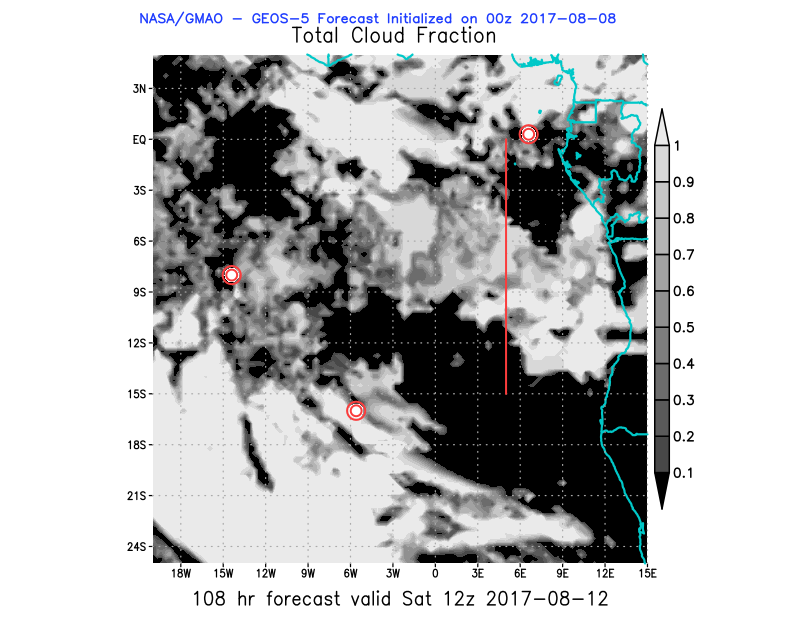 NASA/GMAO - GEOS-5 Forecast Initialized on 00z 2017-08-08
Total Cloud Fraction
3N
EQ
3S
6S
9S
12S
15S
18S
21S
24S
18W 15W 12W 9W 6W 3W 0 3E 6E 9E 12E 15E
1
0.9
0.8
0.7
0.6
0.5
0.4
0.3
0.2
0.1
108 hr forecast valid Sat 12z 2017-08-12